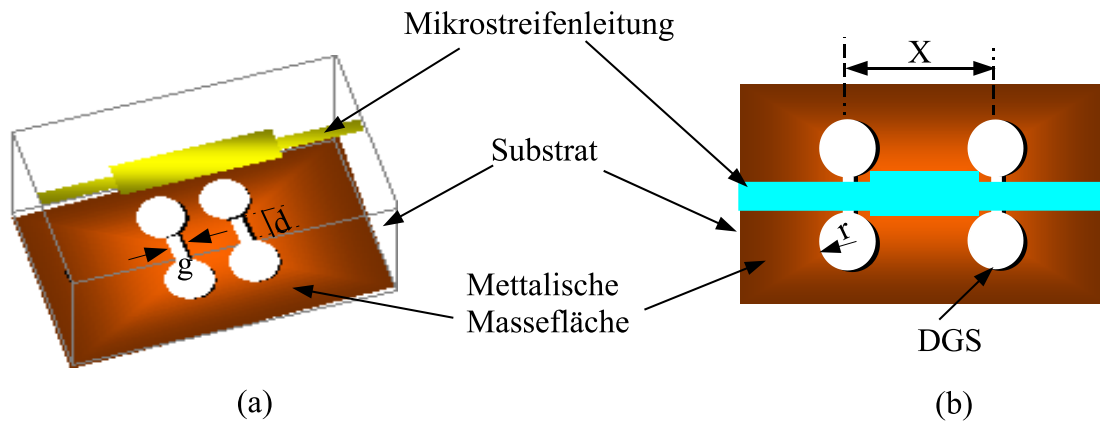 Mikrostreifenleitung
X
Substrat
d
g
r
Mettalische
Massefläche
DGS
(a)
(b)